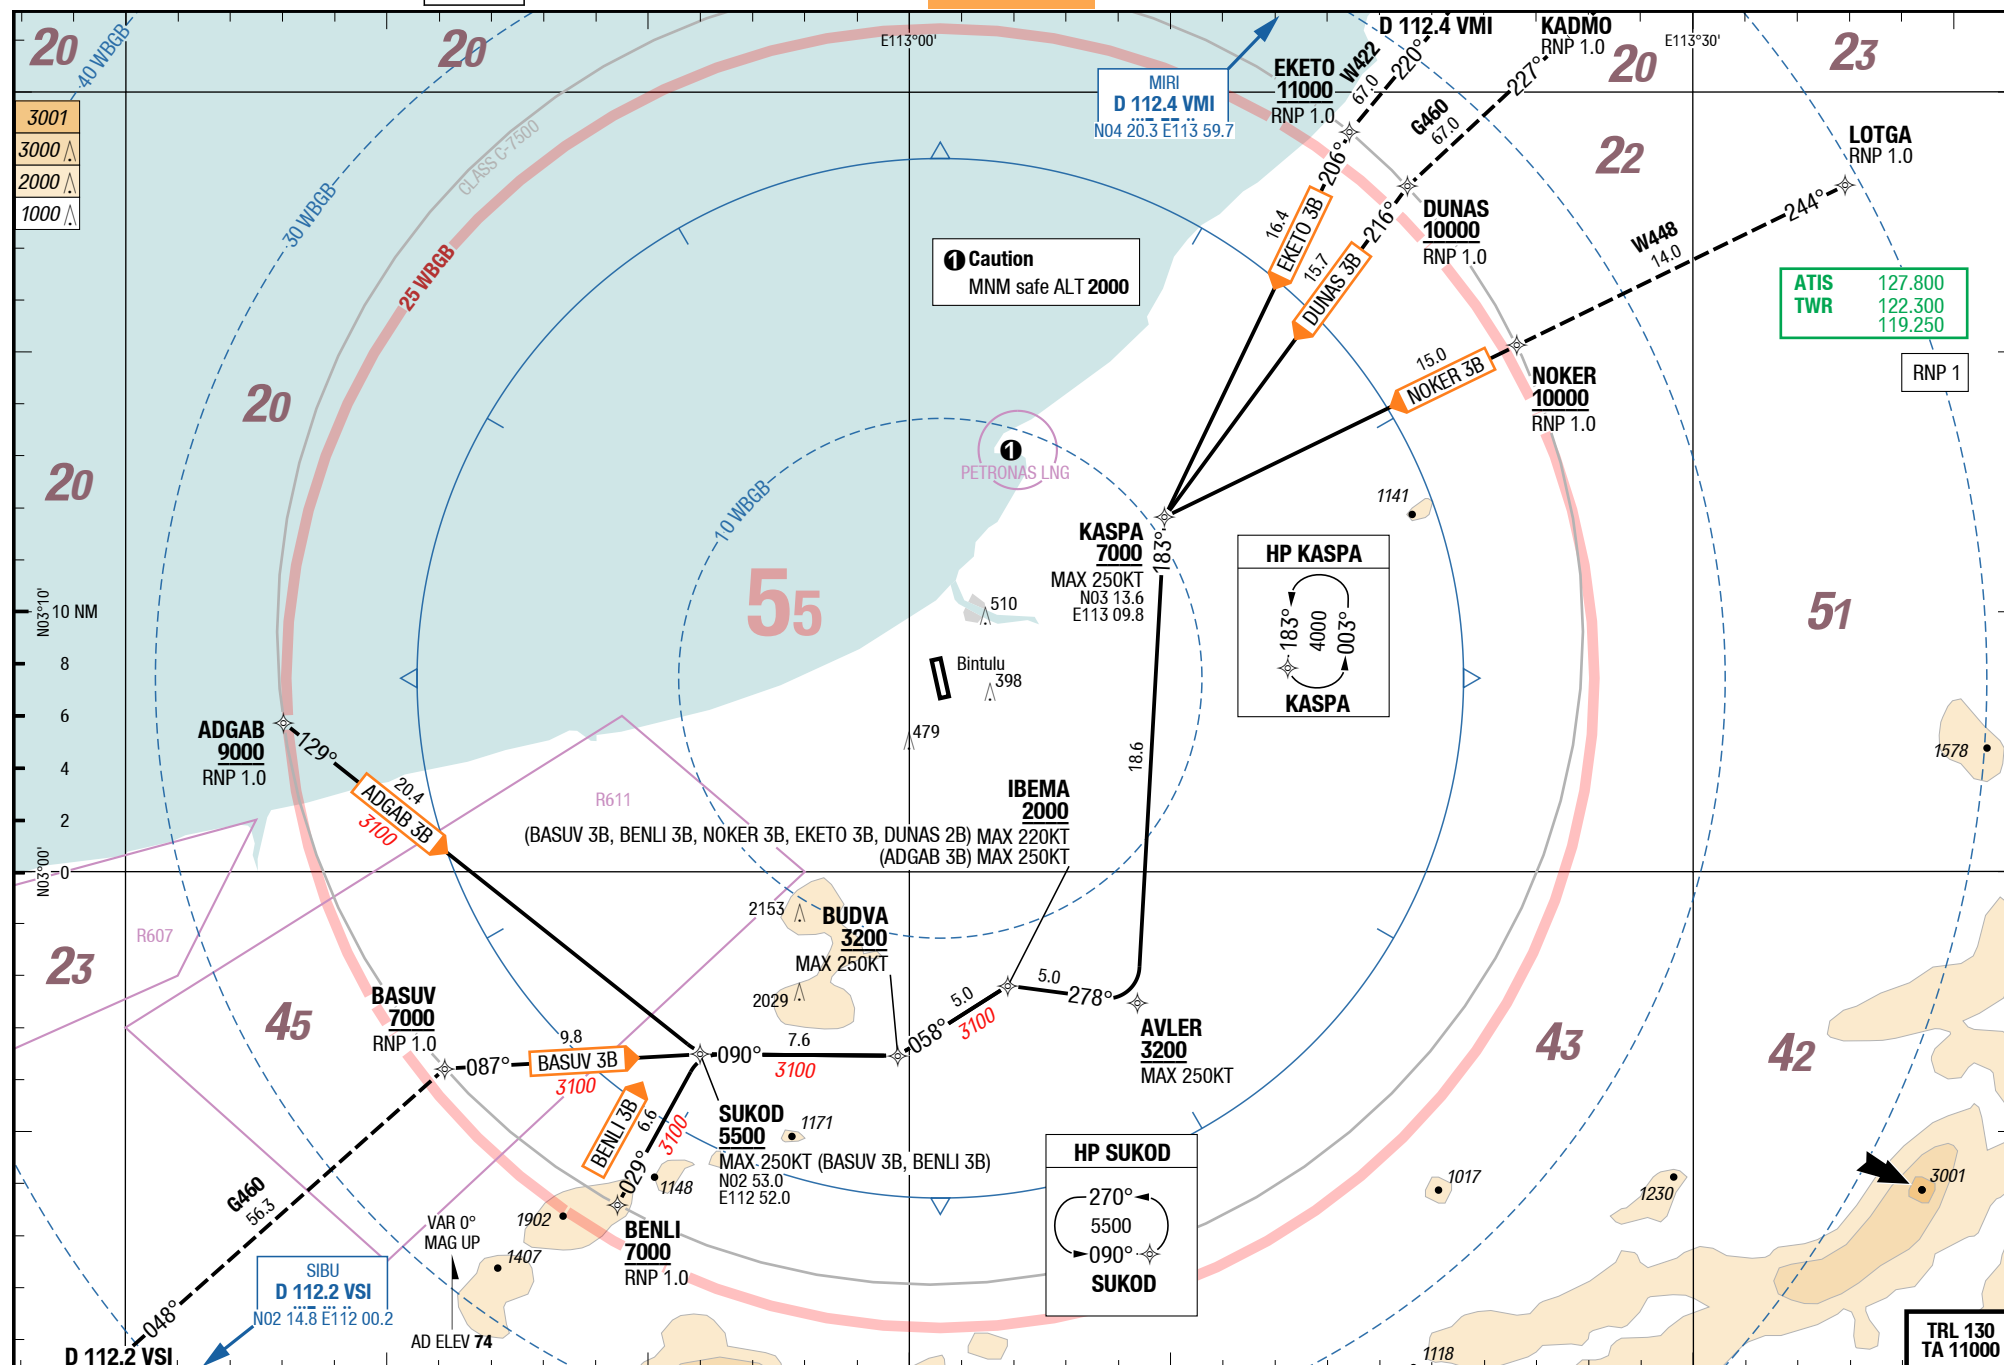 20
40 WBGB
20
E113°00'
D 112.4 VMI
KADMO
RNP 1.0
E113°30'
20
23
MIRI
D 112.4 VMI
N04 20.3 E113 59.7
EKETO
11000
RNP 1.0
W422
67.0
220°
227°
G460
67.0
22
LOTGA
RNP 1.0
244°
W448
14.0
3001
3000
2000
1000
CLASS C-7500
30 WBGB
25 WBGB
206°
EKETO 3B
16.4
216°
DUNAS 3B
15.7
DUNAS
10000
RNP 1.0
1 Caution
MNM safe ALT 2000
ATIS 127.800
TWR 122.300
119.250
RNP 1
15.0
NOKER 3B
NOKER
10000
RNP 1.0
20
20
1
PETRONAS LNG
10 WBGB
1141
KASPA
7000
MAX 250KT
N03 13.6
E113 09.8
183°
HP KASPA
183°
4000
003°
KASPA
55
510
51
N03°10'
10 NM
8
6
4
2
0
N03°00'
Bintulu
398
479
1578
ADGAB
9000
RNP 1.0
129°
20.4
ADGAB 3B
3100
R611
18.6
IBEMA
2000
(BASUV 3B, BENLI 3B, NOKER 3B, EKETO 3B, DUNAS 2B) MAX 220KT
(ADGAB 3B) MAX 250KT
R607
23
2153
BUDVA
3200
MAX 250KT
2029
45
BASUV
7000
RNP 1.0
087°
9.8
BASUV 3B
3100
090°
7.6
3100
058°
5.0
3100
5.0
278°
AVLER
3200
MAX 250KT
43
42
BENLI 3B
6.6
3100
029°
SUKOD
5500
MAX 250KT (BASUV 3B, BENLI 3B)
N02 53.0
E112 52.0
1171
1148
1902
1407
BENLI
7000
RNP 1.0
HP SUKOD
270°
5500
090°
SUKOD
1017
1230
3001
G460
56.3
048°
VAR 0°
MAG UP
AD ELEV 74
SIBU
D 112.2 VSI
N02 14.8 E112 00.2
D 112.2 VSI
1118
TRL 130
TA 11000